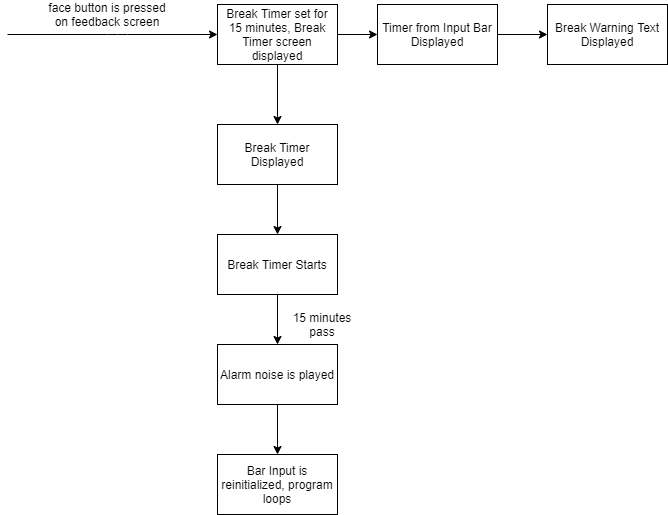 face button is pressed
on feedback screen
Break Timer set for
15 minutes, Break
Timer screen
displayed
Timer from Input Bar
Displayed
Break Warning Text
Displayed
Break Timer
Displayed
Break Timer Starts
15 minutes
pass
Alarm noise is played
Bar Input is
reinitialized, program
loops